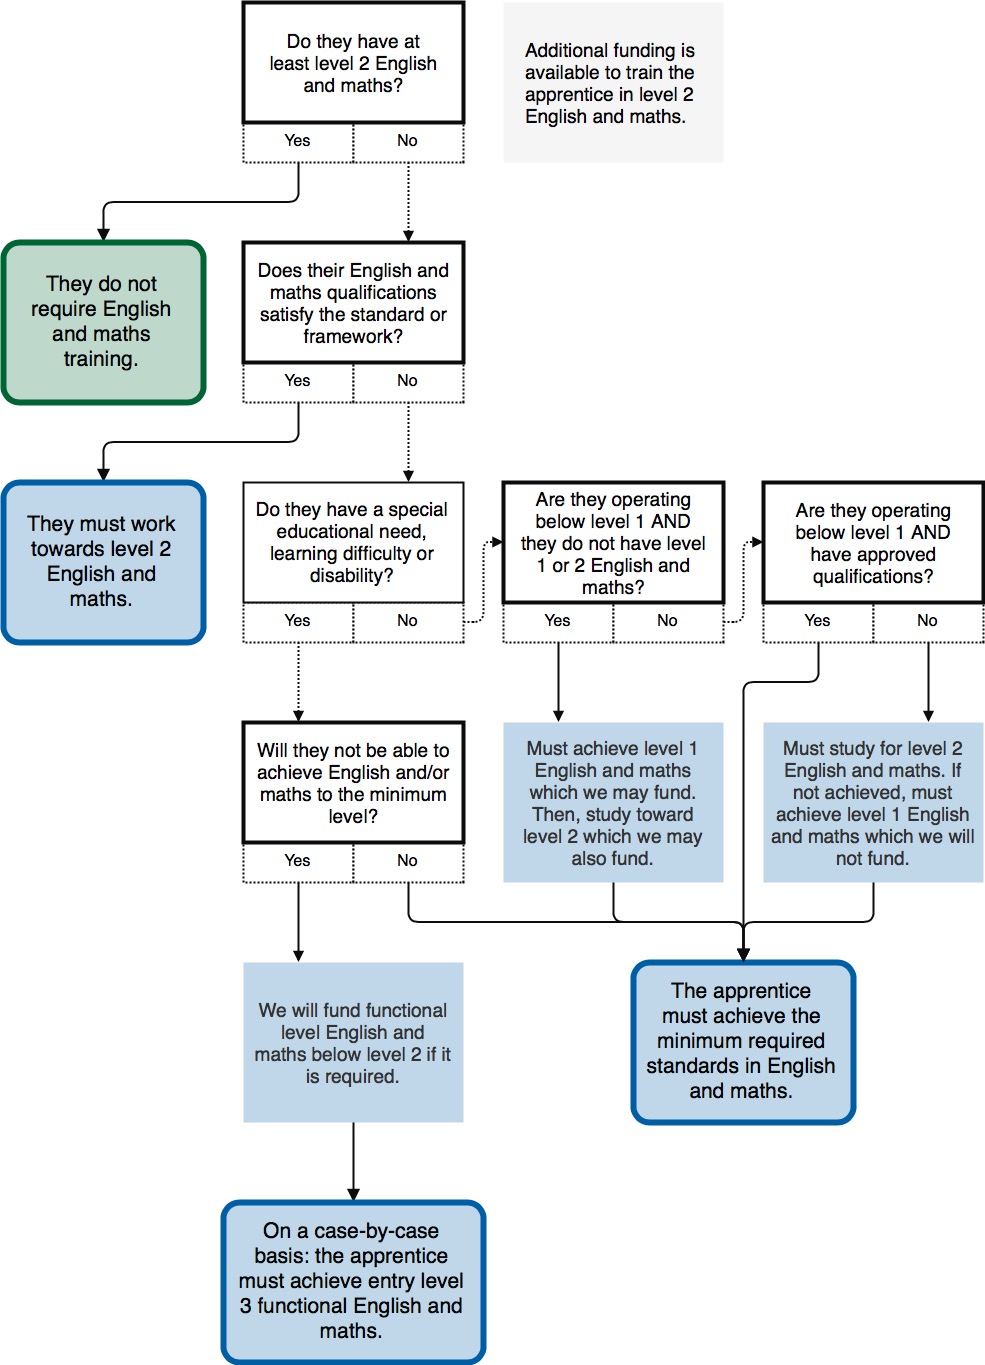 Do they have at
least level 2 English
and maths?
Yes
No
Additional funding is
available to train the
apprentice in level 2
English and maths.
They do not
require English
and maths
training.
Does their English and
maths qualifications
satisfy the standard or
framework?
Yes
No
They must work
towards level 2
English and
maths.
Do they have a special
educational need,
learning difficulty or
disability?
Yes
No
Are they operating
below level 1 AND
they do not have level
1 or 2 English and
maths?
Yes
No
Are they operating
below level 1 AND
have approved
qualifications?
Yes
No
Will they not be able to
achieve English and/or
maths to the minimum
level?
Yes
No
Must achieve level 1
English and maths
which we may fund.
Then, study toward
level 2 which we may
also fund.
Must study for level 2
English and maths. If
not achieved, must
achieve level 1 English
and maths which we will
not fund.
We will fund functional
level English and
maths below level 2 if it
is required.
The apprentice
must achieve the
minimum required
standards in English
and maths.
On a case-by-case
basis: the apprentice
must achieve entry level
3 functional English and
maths.